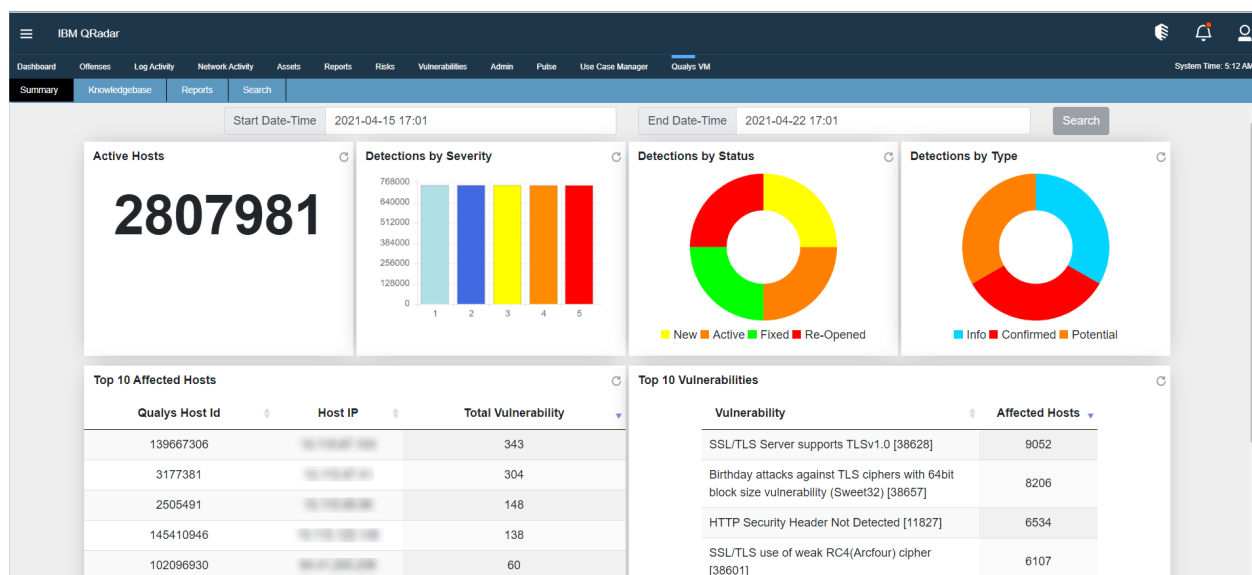 IBM QRadar
Dashboard Offenses Log Activity Network Activity Assets Reports Risks Vulnerabilities Admin Pulse Use Case Manager Qualys VM System Time: 5:12 AM
Summary Knowledgebase Reports Search
Start Date-Time 2021-04-15 17:01 End Date-Time 2021-04-22 17:01 Search
Active Hosts
2807981
Detections by Severity
768000
640000
512000
384000
256000
128000
0
1 2 3 4 5
Detections by Status
New Active Fixed Re-Opened
Detections by Type
Info Confirmed Potential
Top 10 Affected Hosts
Qualys Host Id Host IP Total Vulnerability
139667306 343
3177381 304
2505491 148
145410946 138
102096930 60
Top 10 Vulnerabilities
Vulnerability Affected Hosts
SSL/TLS Server supports TLSv1.0 [38628] 9052
Birthday attacks against TLS ciphers with 64bit
block size vulnerability (Sweet32) [38657] 8206
HTTP Security Header Not Detected [11827] 6534
SSL/TLS use of weak RC4(Arcfour) cipher
[38601] 6107